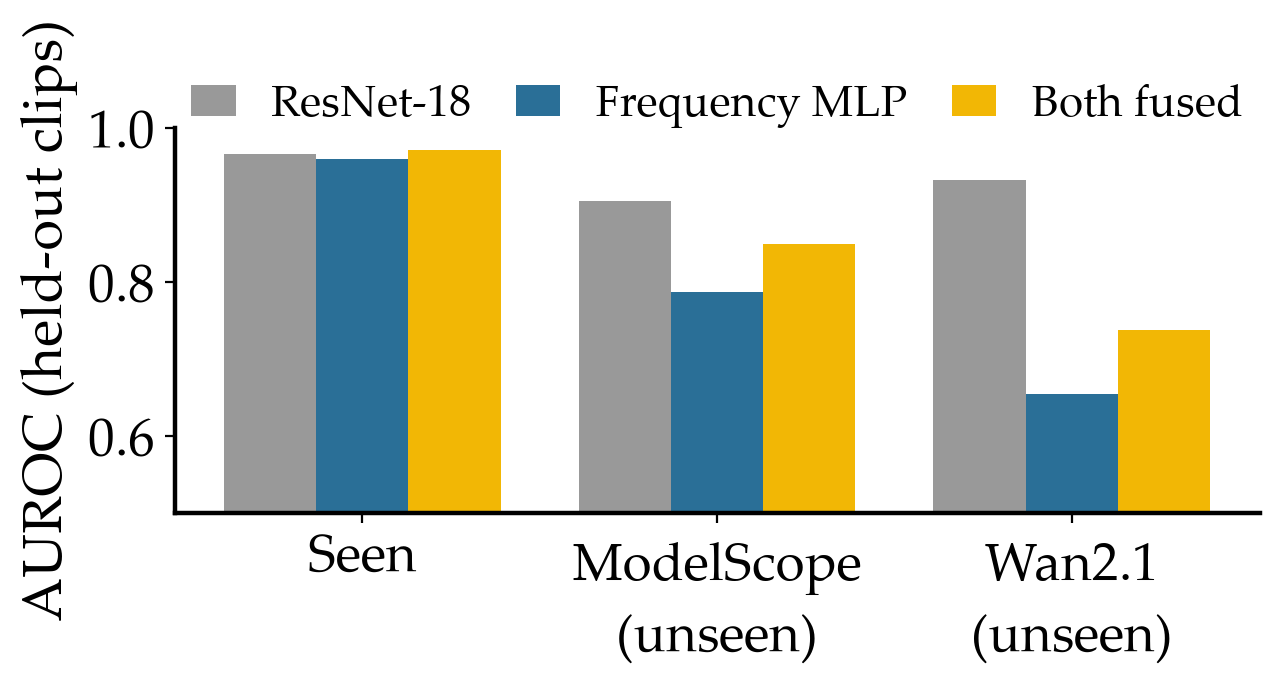 ResNet-18 Frequency MLP Both fused
AUROC (held-out clips)
1.0
0.8
0.6
Seen
ModelScope
(unseen)
Wan2.1
(unseen)